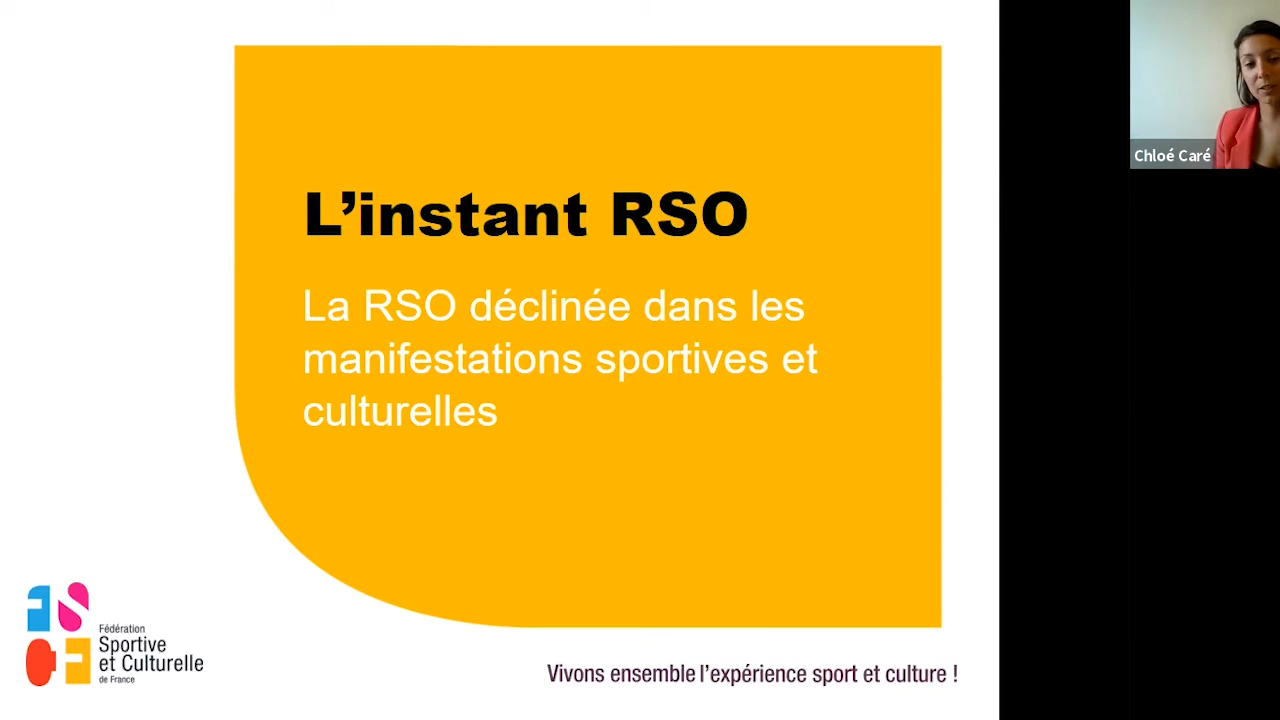 L’instant RSO
La RSO déclinée dans les
manifestations sportives et
culturelles
Chloé Caré
FSCF
Fédération
Sportive
et Culturelle
de France
Vivons ensemble l’expérience sport et culture !